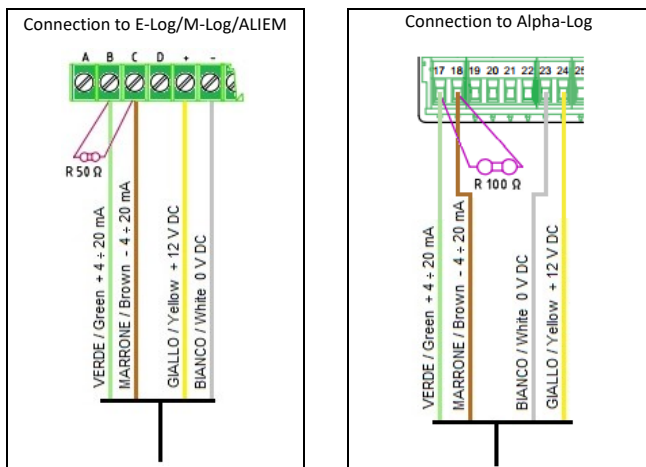 Connection to E-Log/M-Log/ALIEM
A B C D + -
R 50 Ω
VERDE / Green + 4 ÷ 20 mA
MARRONE / Brown - 4 ÷ 20 mA
GIALLO / Yellow + 12 V DC
BIANCO / White 0 V DC
Connection to Alpha-Log
17 18 19 20 21 22 23 24 25
R 100 Ω
VERDE / Green + 4 ÷ 20 mA
MARRONE / Brown - 4 ÷ 20 mA
BIANCO / White 0 V DC
GIALLO / Yellow + 12 V DC